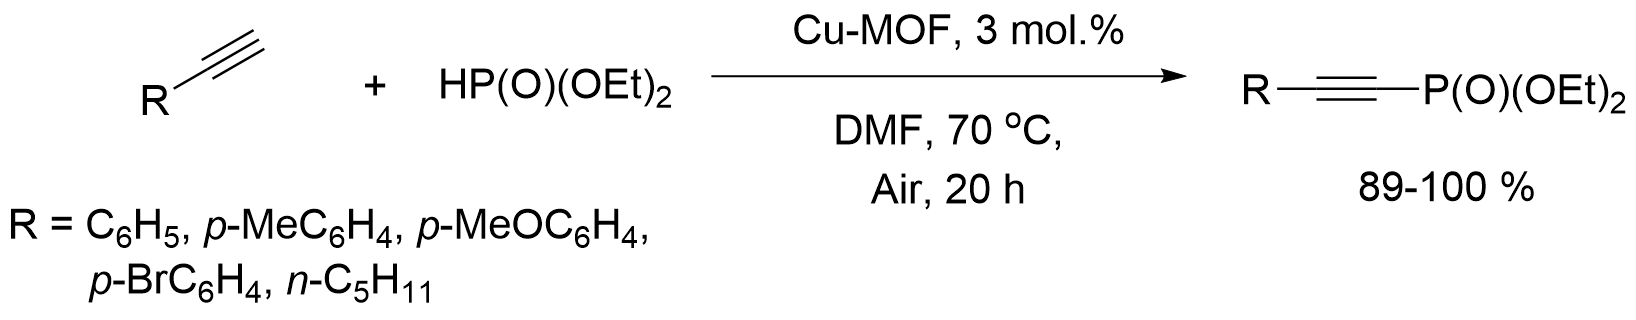 Cu-MOF, 3 mol.%
R + HP(O)(OEt)₂ R P(O)(OEt)₂
DMF, 70 ºC,
Air, 20 h
89-100 %
R = C₆H₅, p-MeC₆H₄, p-MeOC₆H₄,
p-BrC₆H₄, n-C₅H₁₁